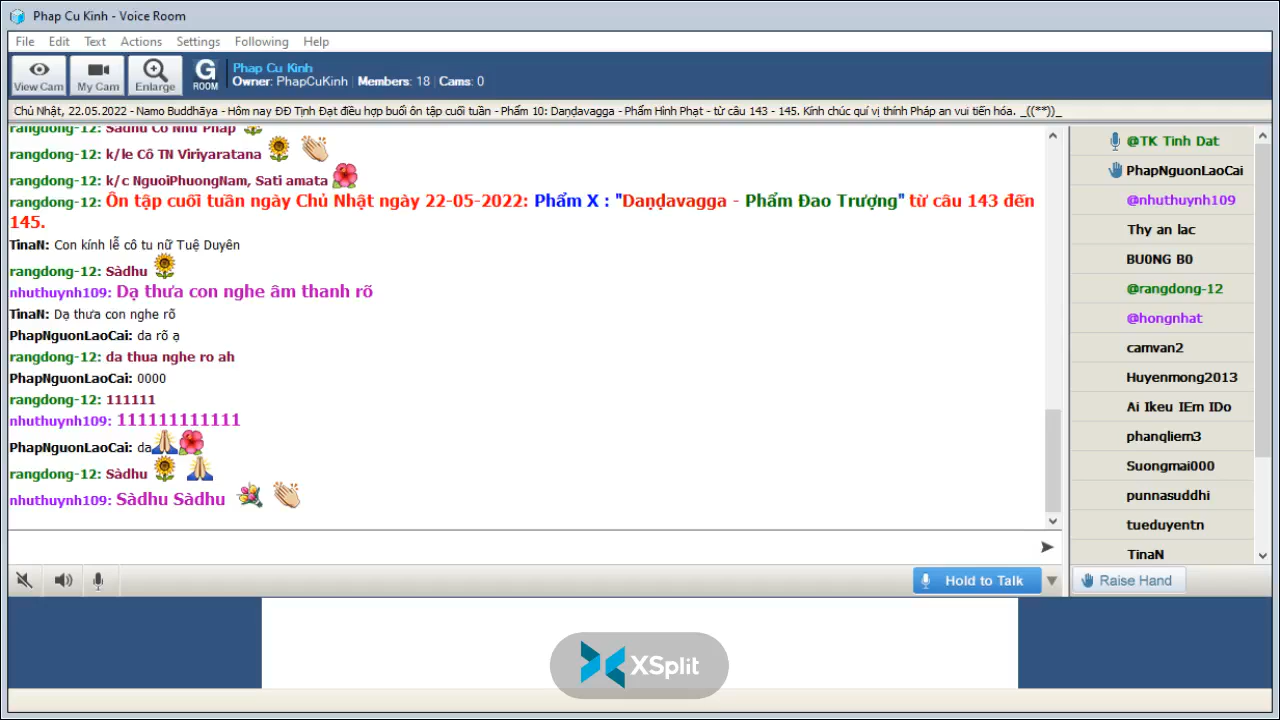 Phap Cu Kinh - Voice Room
File Edit Text Actions Settings Following Help
View Cam My Cam Enlarge G ROOM
Phap Cu Kinh
Owner: PhapCuKinh | Members: 18 | Cams: 0
Chủ Nhật, 22.05.2022 - Namo Buddhāya - Hôm nay ĐĐ Tịnh Đạt điều hợp buổi ôn tập cuối tuần - Phẩm 10: Daṇḍavagga - Phẩm Hình Phạt - từ câu 143 - 145. Kính chúc quí vị thính Pháp an vui tiến hóa. _((**))_
rangdong-12: Sadhu Cô Như Pháp
rangdong-12: k/le Cô TN Viriyaratana
rangdong-12: k/c NguoiPhuongNam, Sati amata
rangdong-12: Ôn tập cuối tuần ngày Chủ Nhật ngày 22-05-2022: Phẩm X : "Daṇḍavagga - Phẩm Đao Trượng" từ câu 143 đến
145.
TinaN: Con kính lễ cô tu nữ Tuệ Duyên
rangdong-12: Sàdhu
nhuthuynh109: Dạ thưa con nghe âm thanh rõ
TinaN: Dạ thưa con nghe rõ
PhapNguonLaoCai: da rõ ạ
rangdong-12: da thua nghe ro ah
PhapNguonLaoCai: 0000
rangdong-12: 111111
nhuthuynh109: 111111111111
PhapNguonLaoCai: da
rangdong-12: Sàdhu
nhuthuynh109: Sàdhu Sàdhu
@TK Tinh Dat
PhapNguonLaoCai
@nhuthuynh109
Thy an lac
BU0NG B0
@rangdong-12
@hongnhat
camvan2
Huyenmong2013
Ai Ikeu IEm IDo
phanqliem3
Suongmai000
punnasuddhi
tueduyentn
TinaN
Hold to Talk
Raise Hand
XSplit